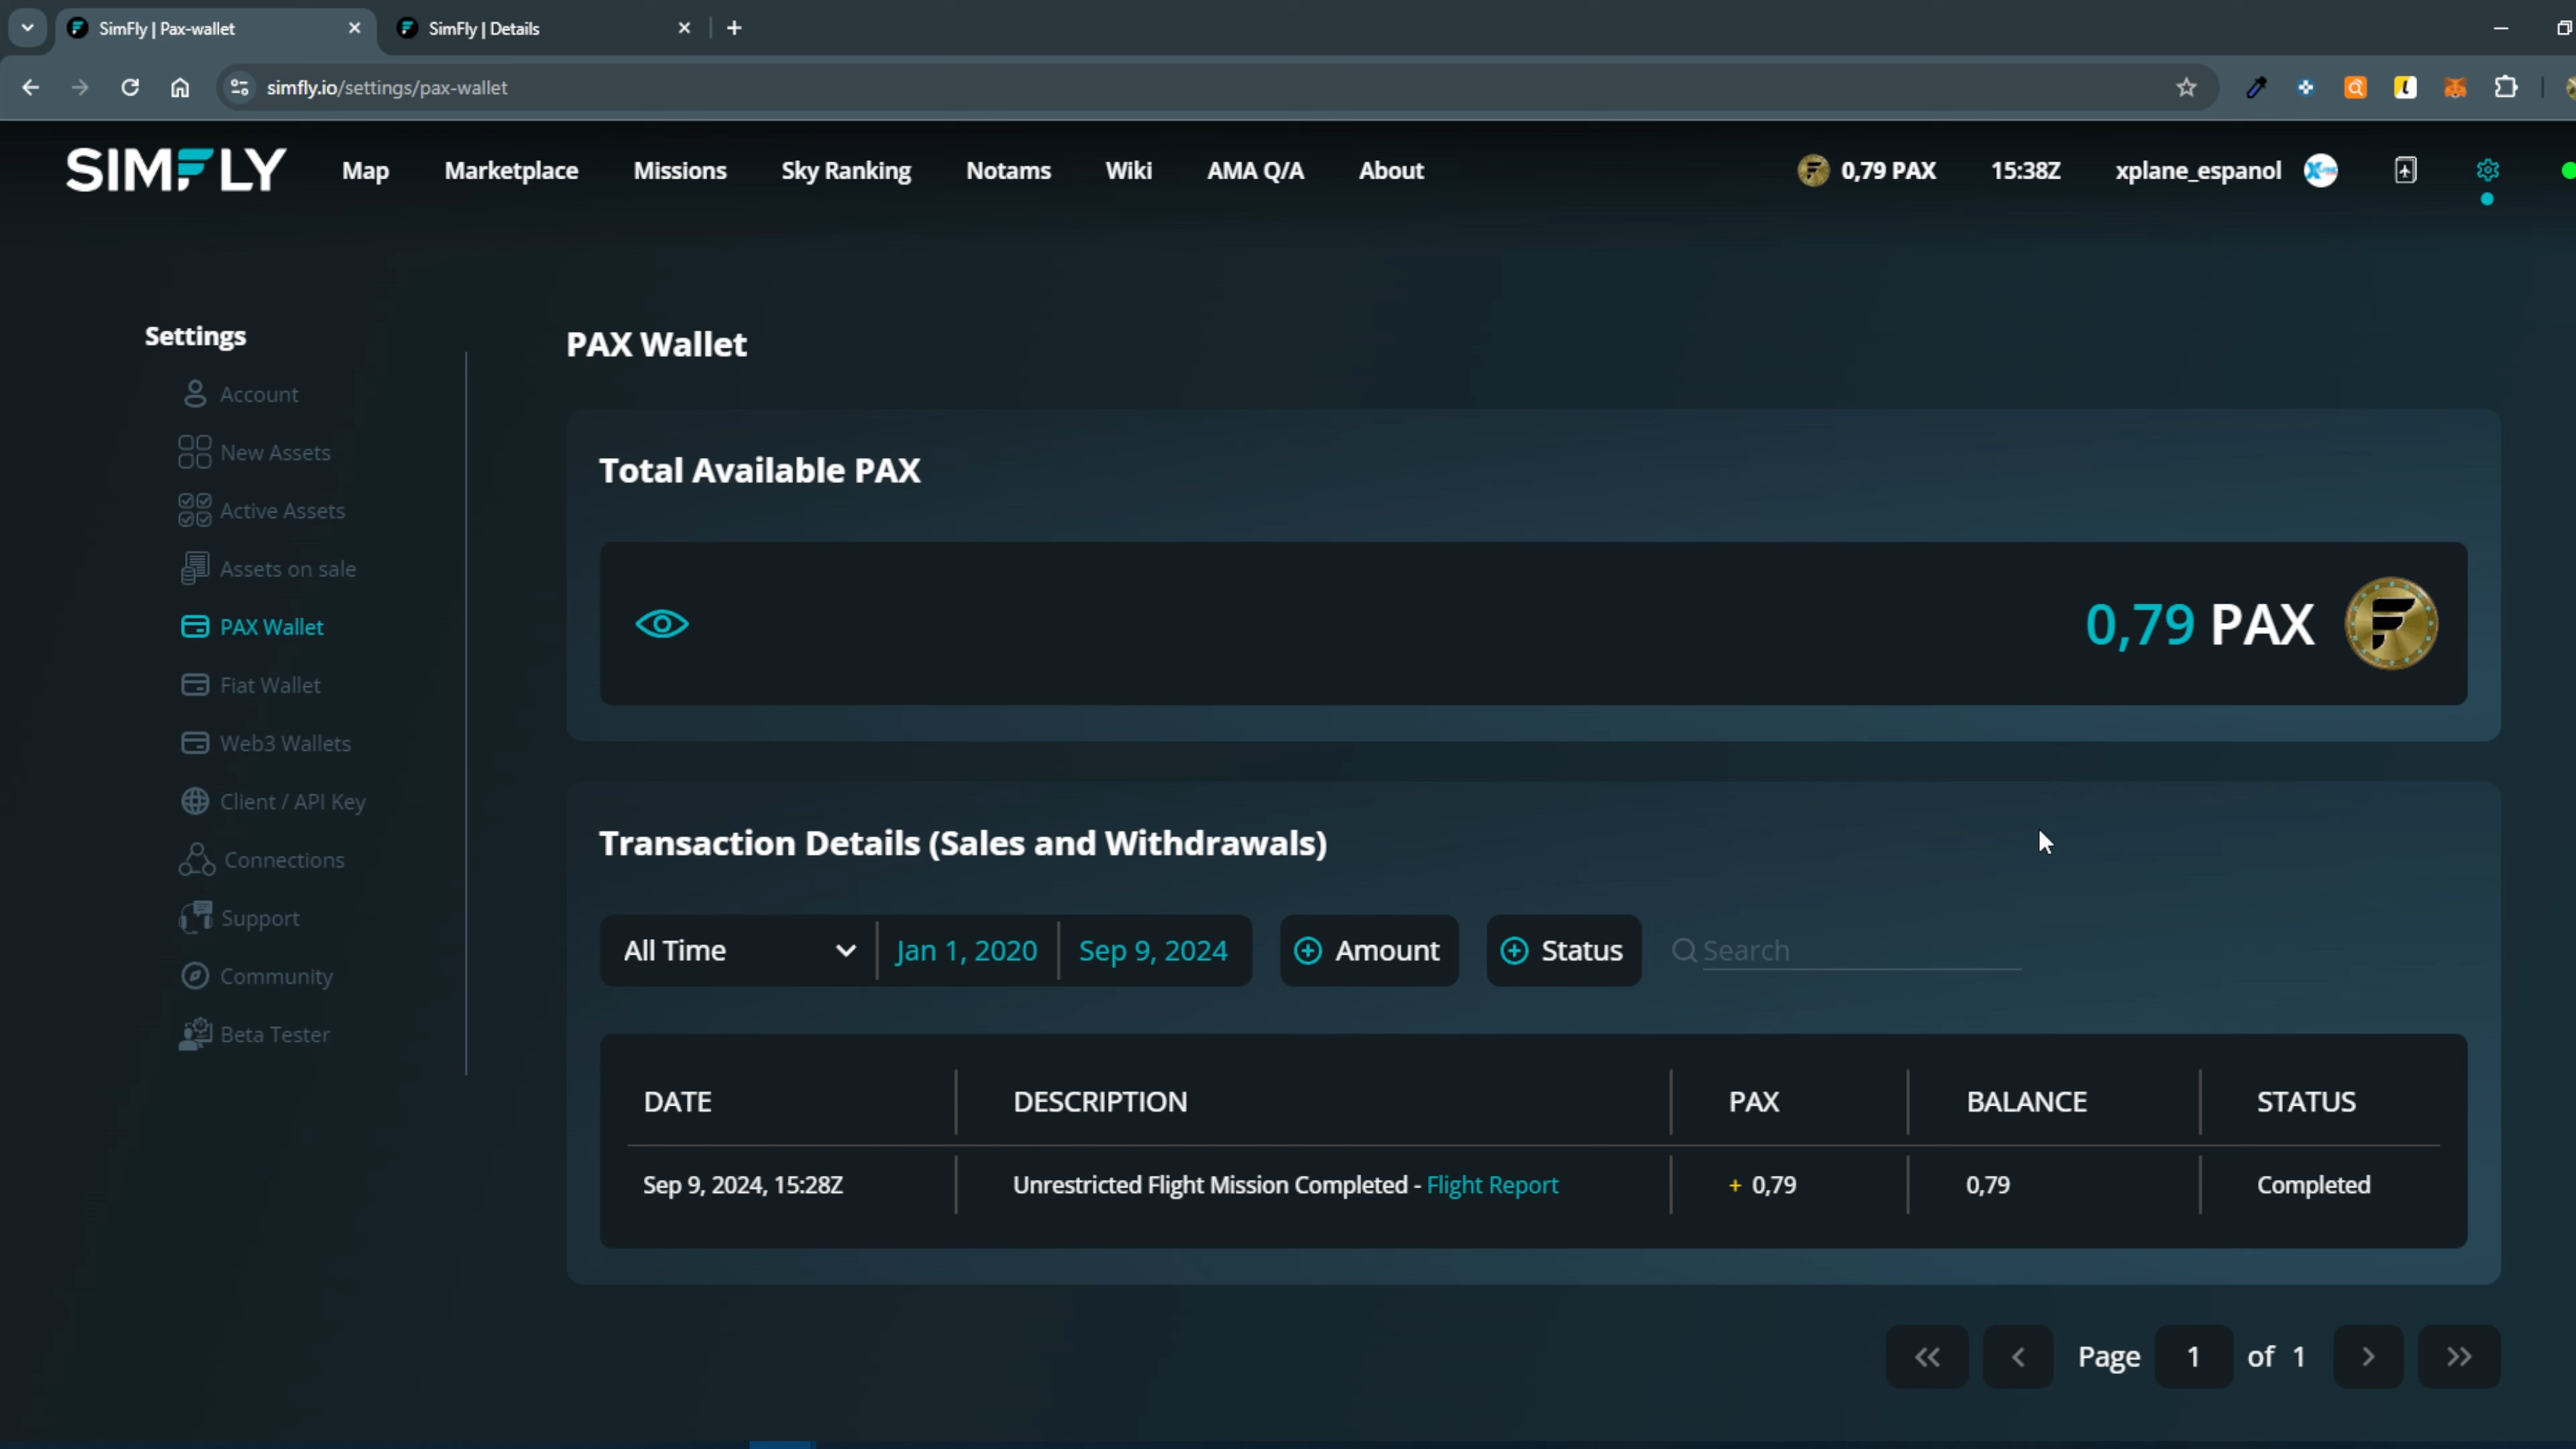 SimFly | Pax-wallet
SimFly | Details
simfly.io/settings/pax-wallet
SIMFLY
Map
Marketplace
Missions
Sky Ranking
Notams
Wiki
AMA Q/A
About
0,79 PAX
15:38Z
xplane_espanol
Settings
Account
New Assets
Active Assets
Assets on sale
PAX Wallet
Fiat Wallet
Web3 Wallets
Client / API Key
Connections
Support
Community
Beta Tester
PAX Wallet
Total Available PAX
0,79 PAX
Transaction Details (Sales and Withdrawals)
All Time
Jan 1, 2020
Sep 9, 2024
Amount
Status
Search
DATE
DESCRIPTION
PAX
BALANCE
STATUS
Sep 9, 2024, 15:28Z
Unrestricted Flight Mission Completed - Flight Report
+ 0,79
0,79
Completed
Page 1 of 1